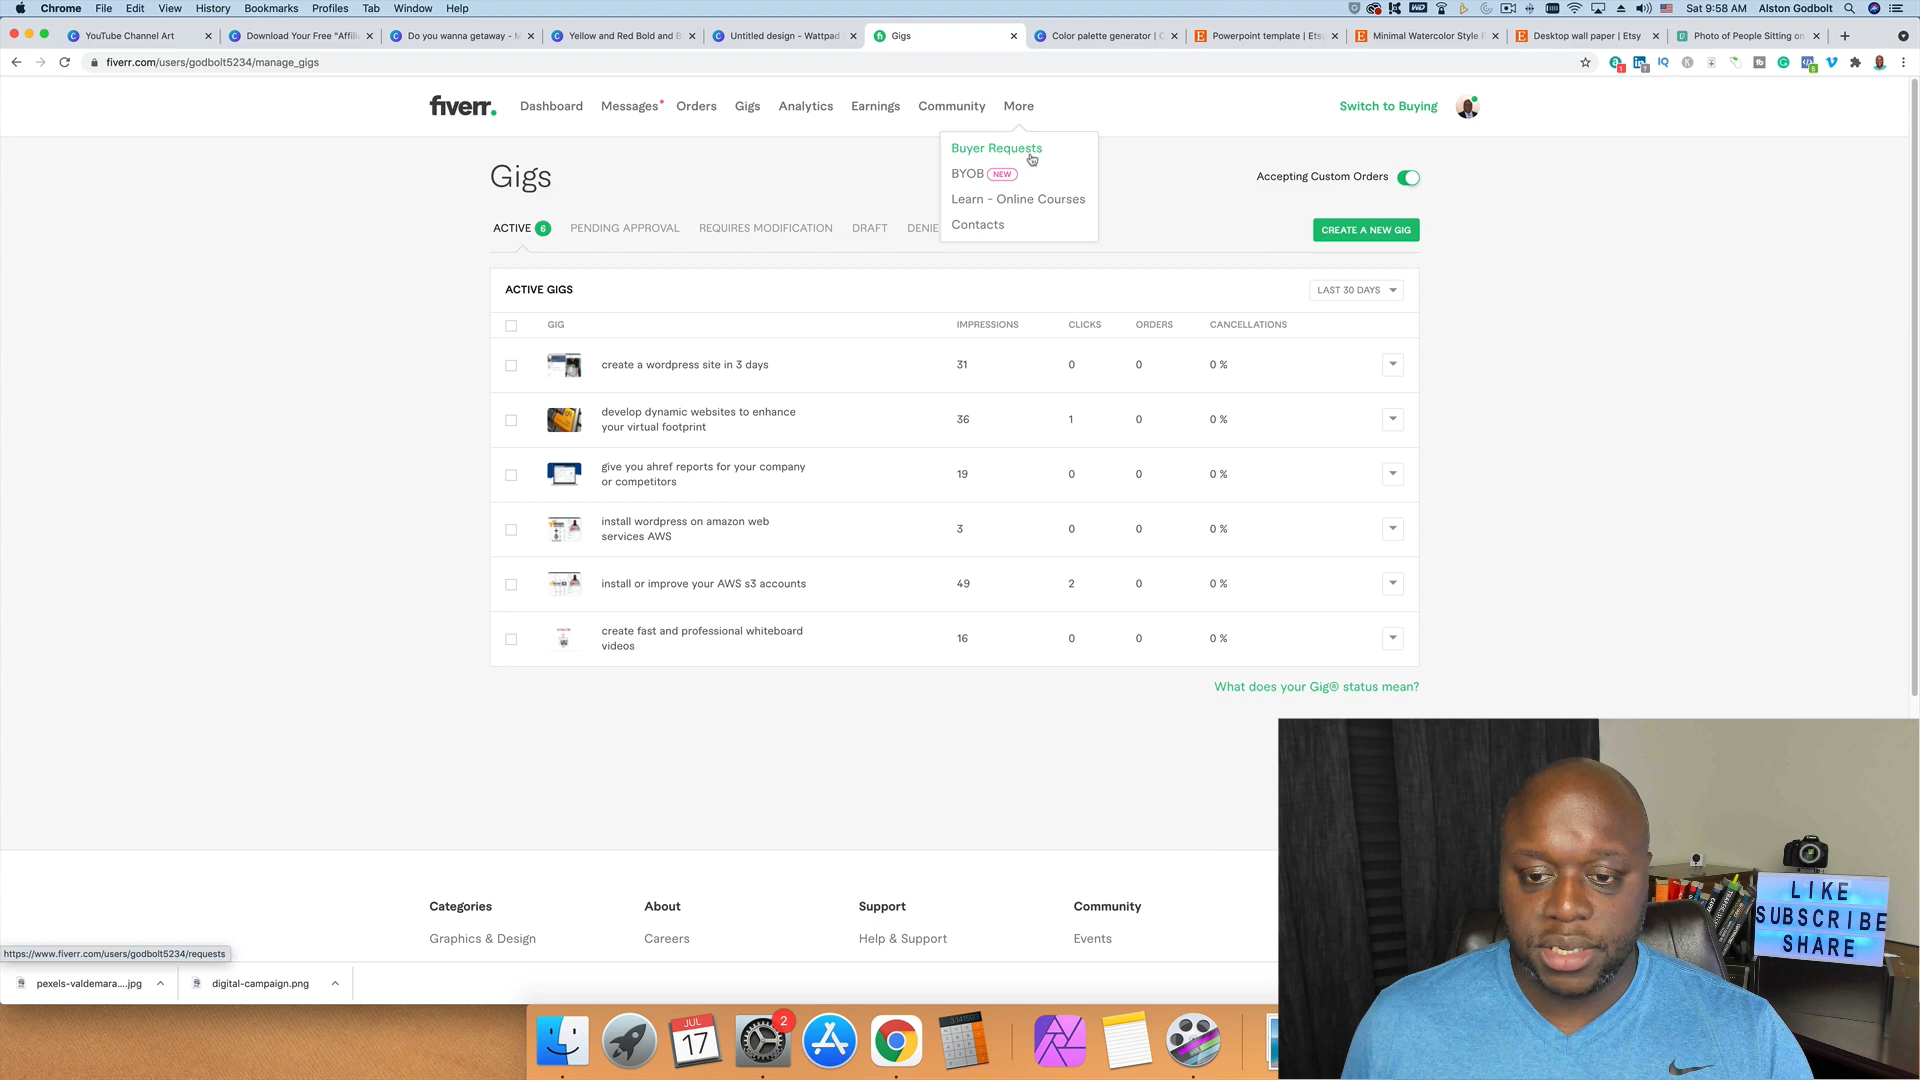 Chrome File Edit View History Bookmarks Profiles Tab Window Help
Sat 9:58 AM Alston Godbolt
YouTube Channel Art
Download Your Free "Affili
Do you wanna getaway - M
Yellow and Red Bold and B
Untitled design - Wattpad
Gigs
Color palette generator | C
Powerpoint template | Ets
Minimal Watercolor Style P
Desktop wall paper | Etsy
Photo of People Sitting on
fiverr.com/users/godbolt5234/manage_gigs
fiverr. Dashboard Messages Orders Gigs Analytics Earnings Community More
Switch to Buying
Buyer Requests
BYOB NEW
Learn - Online Courses
Contacts
Gigs
Accepting Custom Orders
ACTIVE 6 PENDING APPROVAL REQUIRES MODIFICATION DRAFT DENIE
CREATE A NEW GIG
ACTIVE GIGS
LAST 30 DAYS
GIG IMPRESSIONS CLICKS ORDERS CANCELLATIONS
create a wordpress site in 3 days 31 0 0 0 %
develop dynamic websites to enhance
your virtual footprint 36 1 0 0 %
give you ahref reports for your company
or competitors 19 0 0 0 %
install wordpress on amazon web
services AWS 3 0 0 0 %
install or improve your AWS s3 accounts 49 2 0 0 %
create fast and professional whiteboard
videos 16 0 0 0 %
What does your Gig® status mean?
Categories About Support Community
Graphics & Design Careers Help & Support Events
https://www.fiverr.com/users/godbolt5234/requests
pexels-valdemara....jpg
digital-campaign.png
JUL
17
2
LIKE
SUBSCRIBE
SHARE